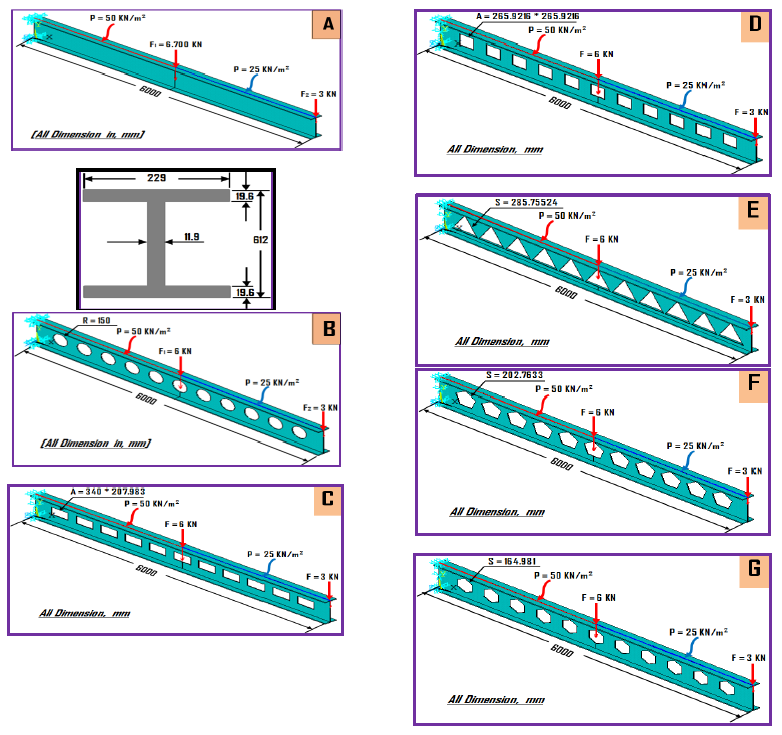 A
P = 50 KN/m²
F₁ = 6.700 KN
P = 25 KN/m²
F₂ = 3 KN
6000
[All Dimension in, mm]
229
19.6
11.9
612
19.6
B
R = 150
P = 50 KN/m²
F₁ = 6 KN
P = 25 KN/m²
F₂ = 3 KN
6000
[All Dimension in, mm]
C
A = 340 * 207.983
P = 50 KN/m²
F = 6 KN
P = 25 KN/m²
F = 3 KN
6000
All Dimension, mm
D
A = 265.9216 * 265.9216
P = 50 KN/m²
F = 6 KN
P = 25 KN/m²
P = 3 KN
6000
All Dimension, mm
E
S = 285.75524
P = 50 KN/m²
F = 6 KN
P = 25 KN/m²
F = 3 KN
6000
All Dimension, mm
F
S = 202.7633
P = 50 KN/m²
F = 6 KN
P = 25 KN/m²
F = 3 KN
6000
All Dimension, mm
G
S = 164.981
P = 50 KN/m²
F = 6 KN
P = 25 KN/m²
F = 3 KN
6000
All Dimension, mm